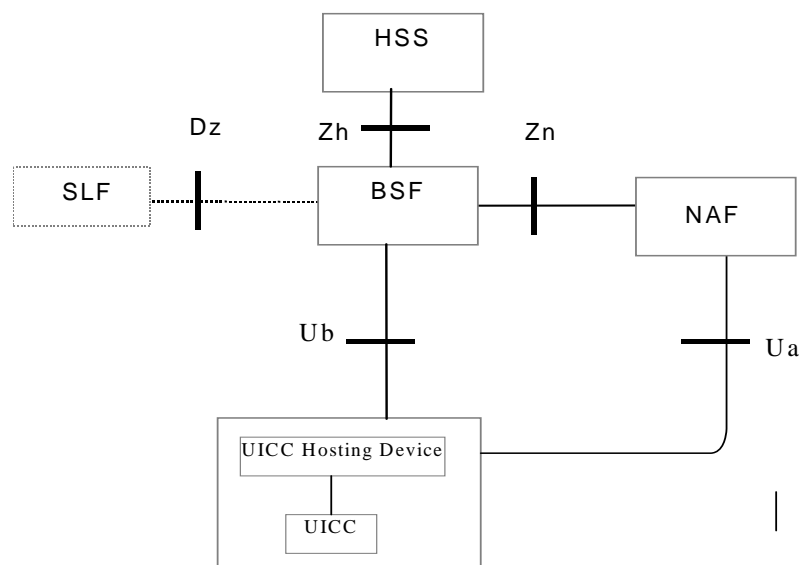 HSS
Dz
Zh
Zn
SLF
BSF
NAF
Ub
Ua
UICC Hosting Device
UICC